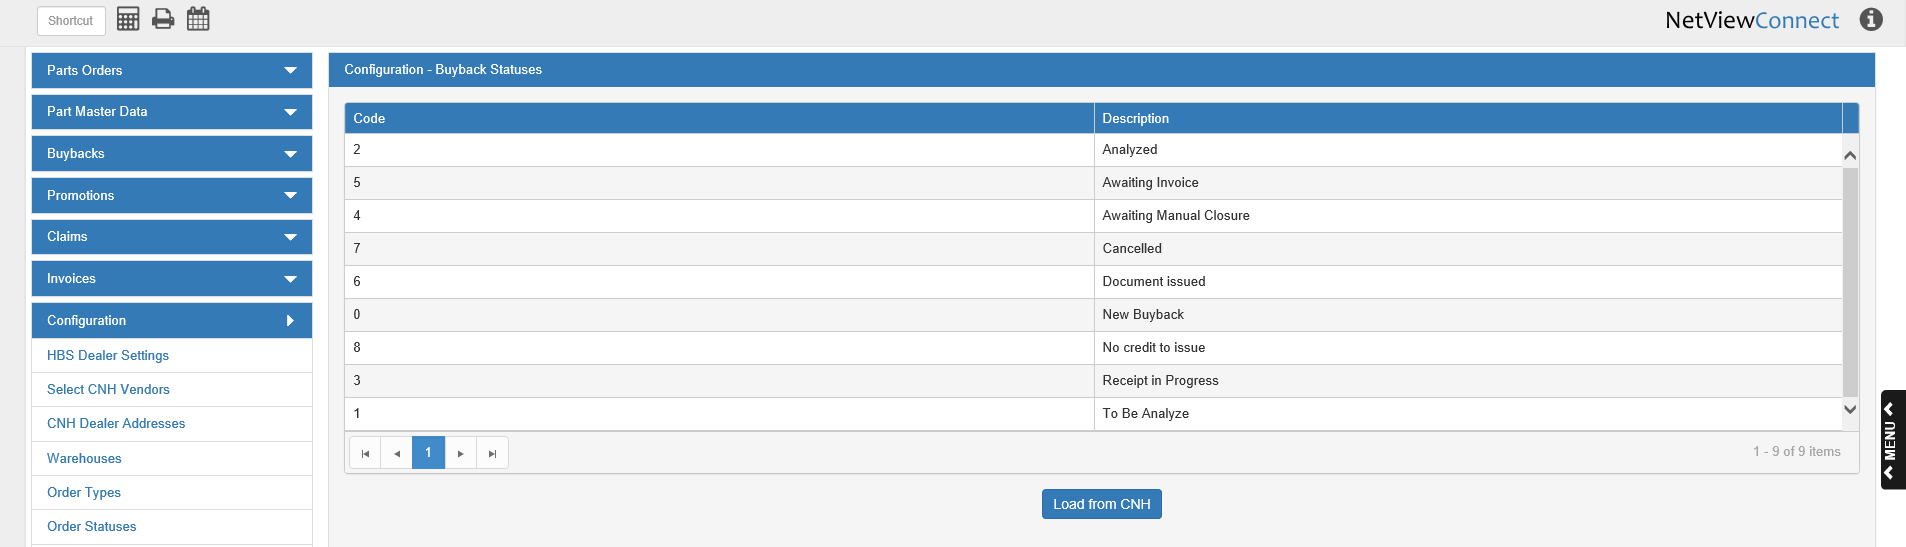 Shortcut
NetViewConnect
Parts Orders
Part Master Data
Buybacks
Promotions
Claims
Invoices
Configuration
HBS Dealer Settings
Select CNH Vendors
CNH Dealer Addresses
Warehouses
Order Types
Order Statuses
Configuration - Buyback Statuses
Code Description
2 Analyzed
5 Awaiting Invoice
4 Awaiting Manual Closure
7 Cancelled
6 Document issued
0 New Buyback
8 No credit to issue
3 Receipt in Progress
1 To Be Analyze
1
1 - 9 of 9 items
Load from CNH
MENU